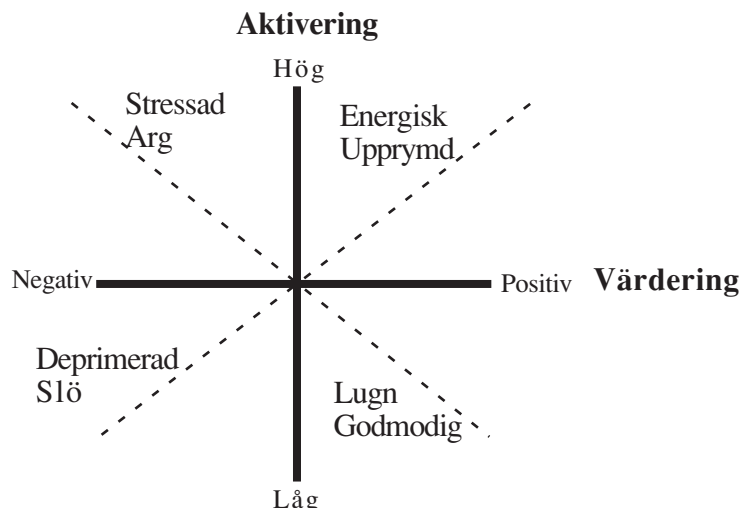 Aktivering
Hög
Stressad
Arg
Energisk
Upprymd
Negativ
Positiv
Värdering
Deprimerad
Slö
Lugn
Godmodig
Låg